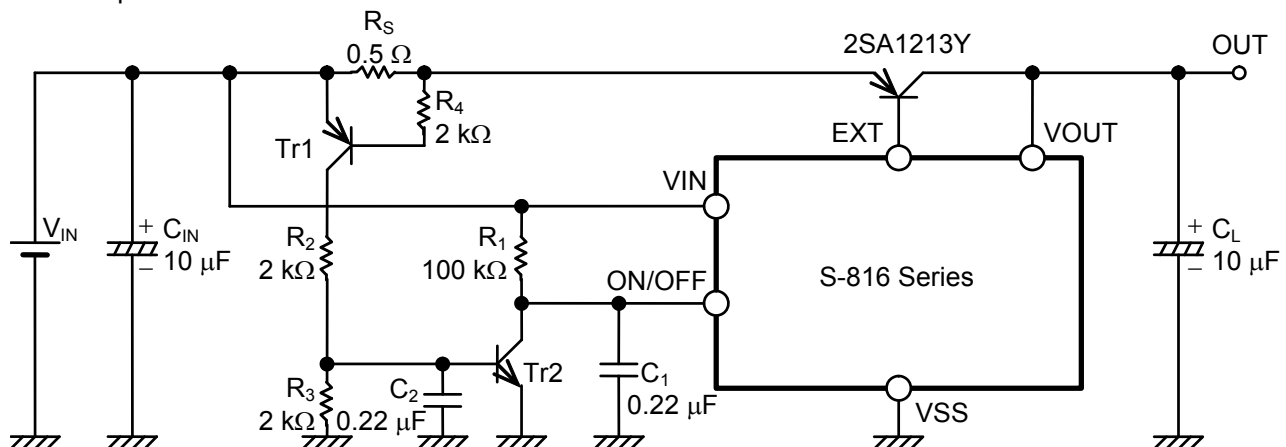 R_S
0.5 Ω
2SA1213Y
OUT
R_4
2 kΩ
Tr1
EXT
VOUT
VIN
V_IN
+
C_IN
−
10 μF
R_2
2 kΩ
R_1
100 kΩ
ON/OFF
S-816 Series
+
C_L
−
10 μF
R_3
2 kΩ
C_2
0.22 μF
Tr2
C_1
0.22 μF
VSS